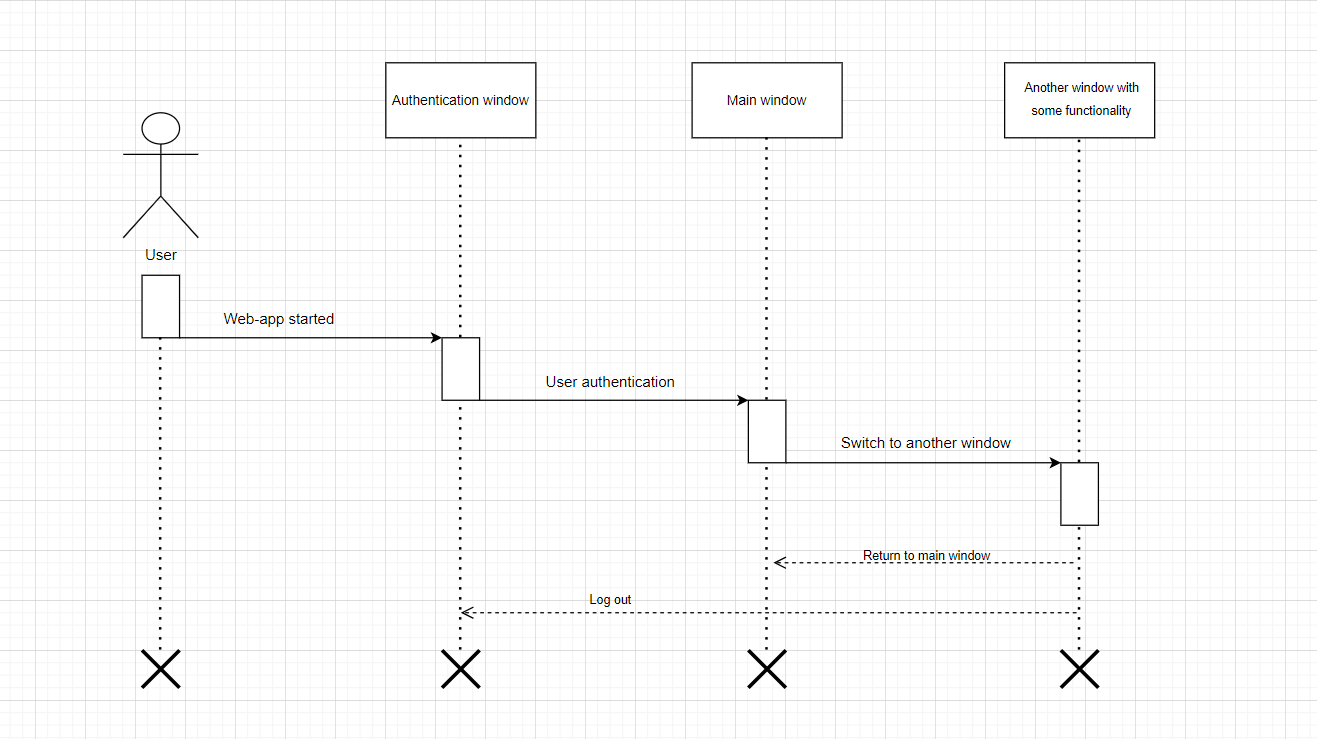 Authentication window
Main window
Another window with
some functionality
User
Web-app started
User authentication
Switch to another window
Return to main window
Log out